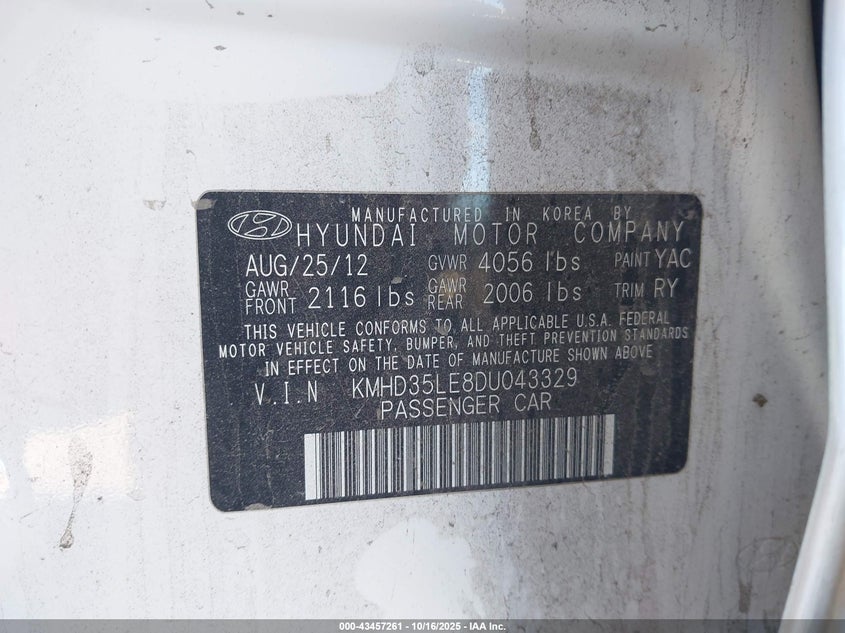 MANUFACTURED IN KOREA BY
HYUNDAI MOTOR COMPANY
AUG/25/12 GVWR 4056 lbs PAINT YAC
GAWR FRONT 2116 lbs GAWR REAR 2006 lbs TRIM RY
THIS VEHICLE CONFORMS TO ALL APPLICABLE U.S.A. FEDERAL
MOTOR VEHICLE SAFETY, BUMPER, AND THEFT PREVENTION STANDARDS
IN EFFECT ON THE DATE OF MANUFACTURE SHOWN ABOVE
V.I.N KMHD35LE8DU043329
PASSENGER CAR
000-43457261 - 10/16/2025 - IAA Inc.